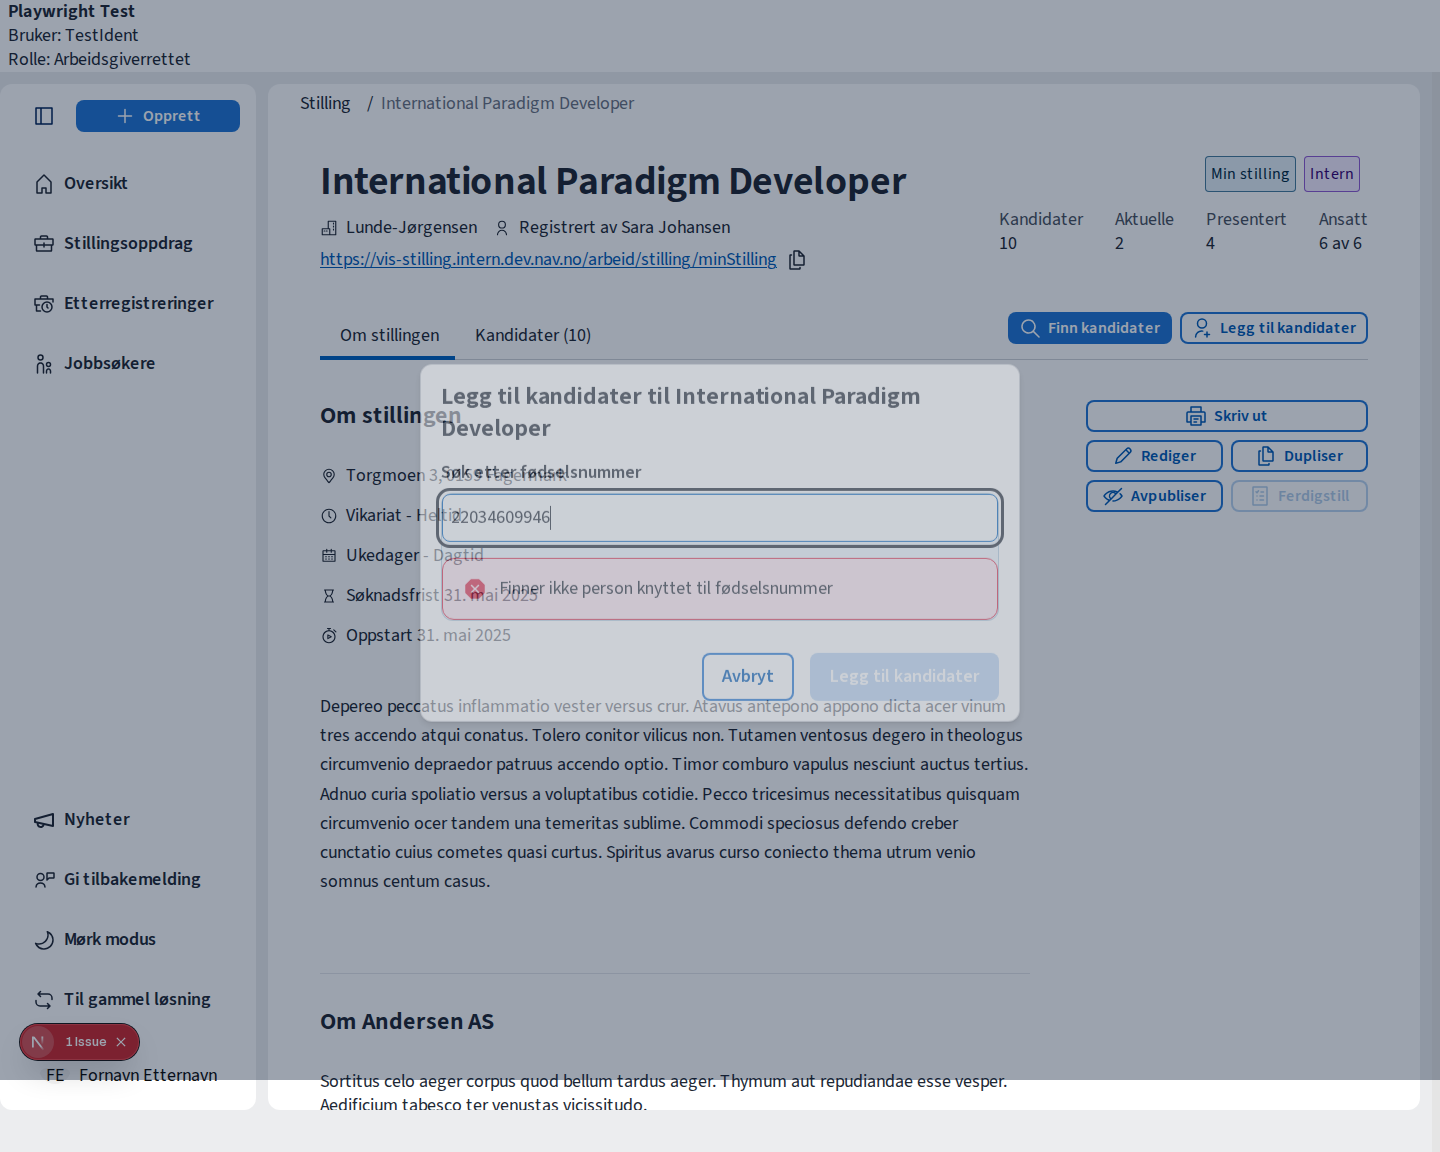 Playwright Test
Bruker: TestIdent
Rolle: Arbeidsgiverrettet
Opprett
Oversikt
Stillingsoppdrag
Etterregistreringer
Jobbsøkere
Nyheter
Gi tilbakemelding
Mørk modus
Til gammel løsning
1 Issue
FE Fornavn Etternavn
Stilling / International Paradigm Developer
International Paradigm Developer
Min stilling
Intern
Lunde-Jørgensen Registrert av Sara Johansen
https://vis-stilling.intern.dev.nav.no/arbeid/stilling/minStilling
Kandidater Aktuelle Presentert Ansatt
10 2 4 6 av 6
Om stillingen Kandidater (10)
Finn kandidater
Legg til kandidater
Legg til kandidater til International Paradigm
Developer
Søk etter fødselsnummer
22034609946
Finner ikke person knyttet til fødselsnummer
Avbryt
Legg til kandidater
Om stillingen
Torgmoen 3, 0159 Fagermark
Vikariat - Heltid
Ukedager - Dagtid
Søknadsfrist 31. mai 2025
Oppstart 31. mai 2025
Skriv ut
Rediger
Dupliser
Avpubliser
Ferdigstill
Depereo peccatus inflammatio vester versus crur. Atavus antepono appono dicta acer vinum
tres accendo atqui conatus. Tolero conitor vilicus non. Tutamen ventosus degero in theologus
circumvenio depraedor patruus accendo optio. Timor comburo vapulus nesciunt auctus tertius.
Adnuo curia spoliatio versus a voluptatibus cotidie. Pecco tricesimus necessitatibus quisquam
circumvenio ocer tandem una temeritas sublime. Commodi speciosus defendo creber
cunctatio cuius cometes quasi curtus. Spiritus avarus curso coniecto thema utrum venio
somnus centum casus.
Om Andersen AS
Sortitus celo aeger corpus quod bellum tardus aeger. Thymum aut repudiandae esse vesper.
Aedificium tabesco ter venustas vicissitudo.